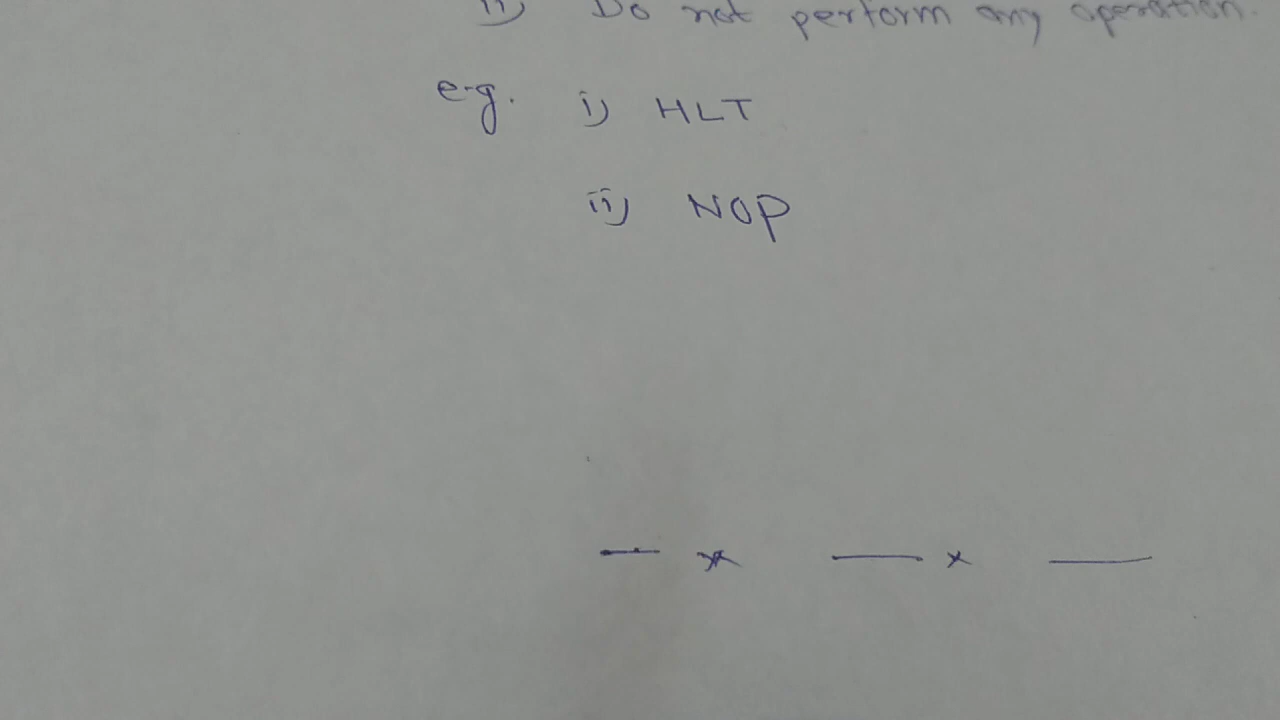 ii) Do not perform any operation.
e.g. i) HLT
ii) NOP
— x — x —